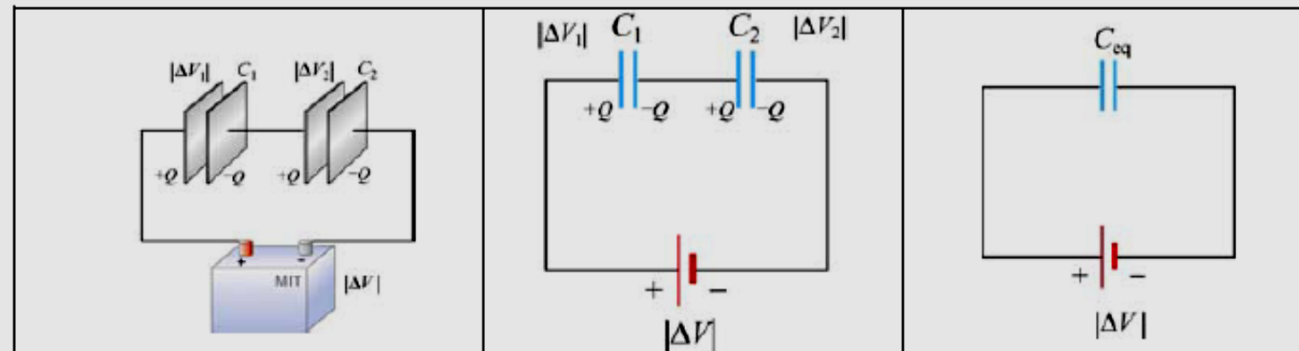 |ΔV₁| C₁ |ΔV₂| C₂
+Q −Q +Q −Q
+ -
MIT |ΔV|
|ΔV₁| C₁ C₂ |ΔV₂|
+Q −Q +Q −Q
+ −
|ΔV|
C_eq
+ −
|ΔV|